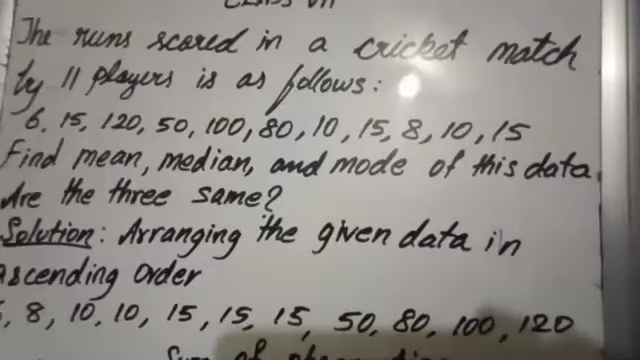 The runs scored in a cricket match
by 11 players is as follows:
6, 15, 120, 50, 100, 80, 10, 15, 8, 10, 15
Find mean, median, and mode of this data.
Are the three same?
Solution: Arranging the given data in
ascending order
, 8, 10, 10, 15, 15, 15, 50, 80, 100, 120
Sum of